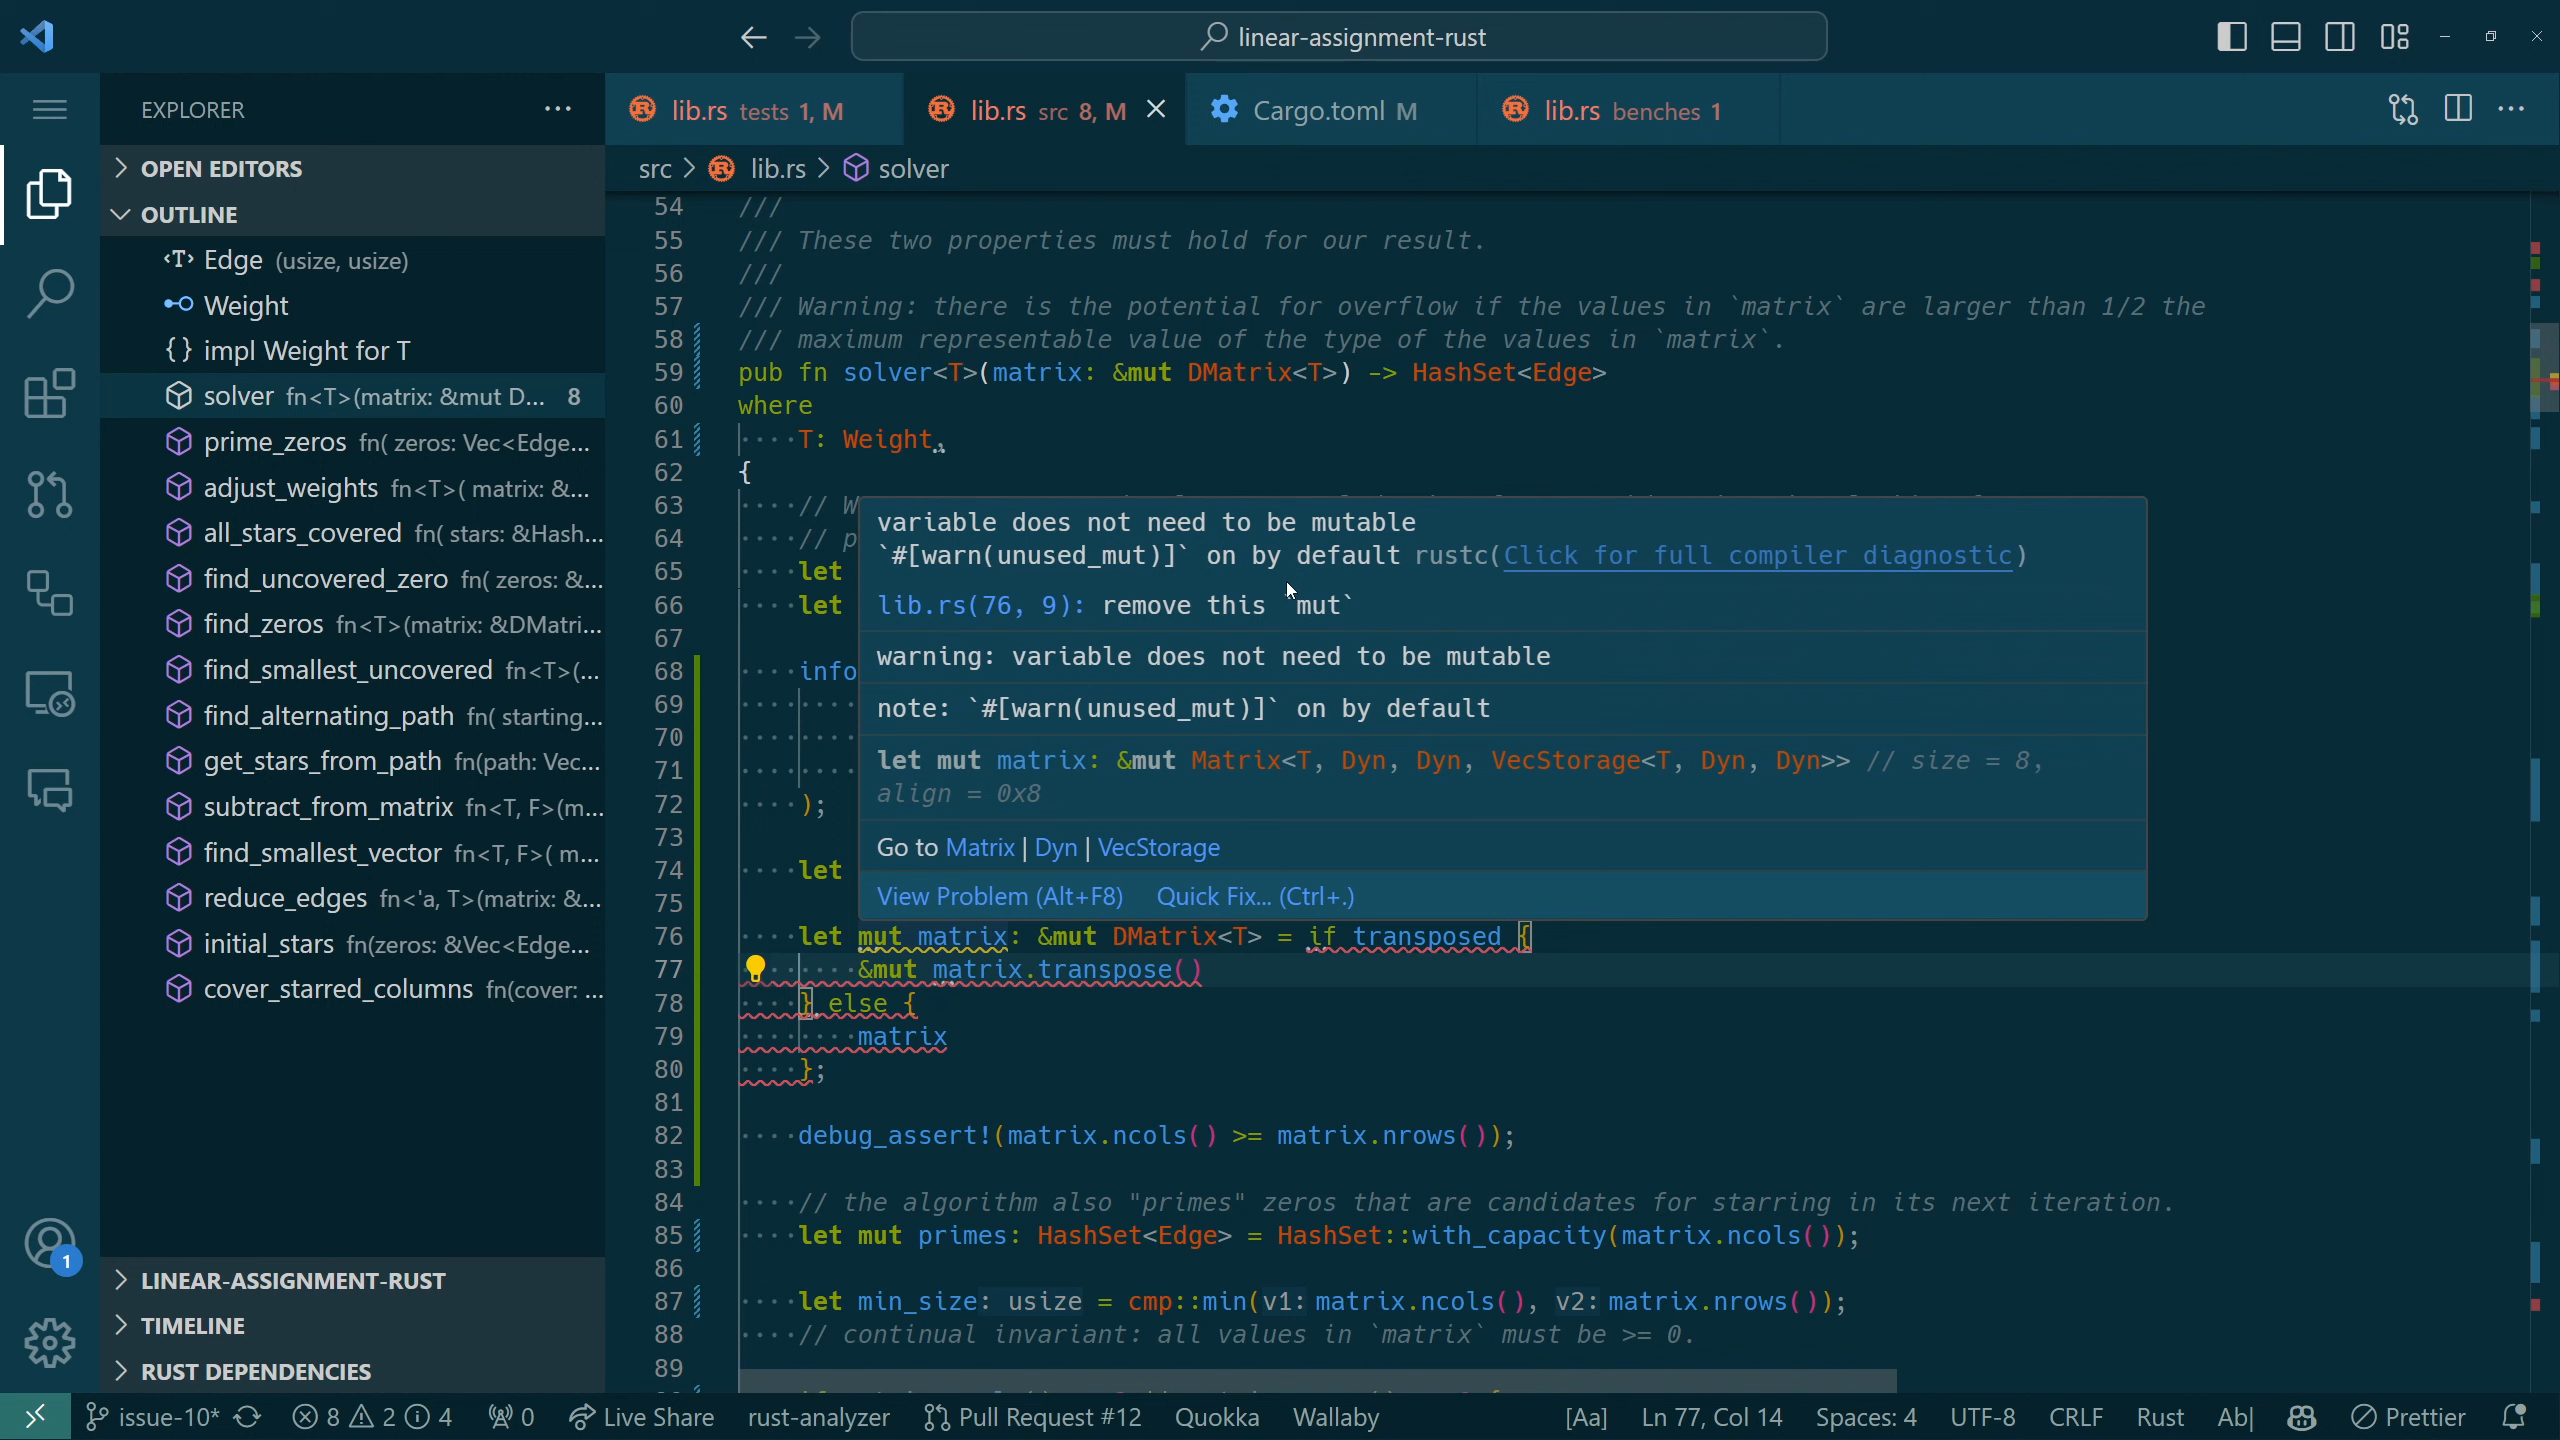 linear-assignment-rust
EXPLORER
lib.rs tests 1, M
lib.rs src 8, M
Cargo.toml M
lib.rs benches 1
src > lib.rs > solver
OPEN EDITORS
OUTLINE
Edge (usize, usize)
Weight
impl Weight for T
solver fn<T>(matrix: &mut D... 8
prime_zeros fn( zeros: Vec<Edge...
adjust_weights fn<T>( matrix: &...
all_stars_covered fn( stars: &Hash...
find_uncovered_zero fn( zeros: &...
find_zeros fn<T>(matrix: &DMatri...
find_smallest_uncovered fn<T>(...
find_alternating_path fn( starting...
get_stars_from_path fn(path: Vec...
subtract_from_matrix fn<T, F>(m...
find_smallest_vector fn<T, F>( m...
reduce_edges fn<'a, T>(matrix: &...
initial_stars fn(zeros: &Vec<Edge...
cover_starred_columns fn(cover: ...
LINEAR-ASSIGNMENT-RUST
TIMELINE
RUST DEPENDENCIES
1
54 ///
55 /// These two properties must hold for our result.
56 ///
57 /// Warning: there is the potential for overflow if the values in `matrix` are larger than 1/2 the
58 /// maximum representable value of the type of the values in `matrix`.
59 pub fn solver<T>(matrix: &mut DMatrix<T>) -> HashSet<Edge>
60 where
61 ····T: Weight,
62 {
63 ····// W
64 ····// p
65 ····let
66 ····let
67
68 ····info
69
70
71
72 ····);
73
74 ····let
75
variable does not need to be mutable
`#[warn(unused_mut)]` on by default rustc(Click for full compiler diagnostic)
lib.rs(76, 9): remove this `mut`
warning: variable does not need to be mutable
note: `#[warn(unused_mut)]` on by default
let mut matrix: &mut Matrix<T, Dyn, Dyn, VecStorage<T, Dyn, Dyn>> // size = 8,
align = 0x8
Go to Matrix | Dyn | VecStorage
View Problem (Alt+F8) Quick Fix... (Ctrl+.)
76 ····let mut matrix: &mut DMatrix<T> = if transposed {
77 ········&mut matrix.transpose()
78 ····} else {
79 ········matrix
80 ····};
81
82 ····debug_assert!(matrix.ncols() >= matrix.nrows());
83
84 ····// the algorithm also "primes" zeros that are candidates for starring in its next iteration.
85 ····let mut primes: HashSet<Edge> = HashSet::with_capacity(matrix.ncols());
86
87 ····let min_size: usize = cmp::min(v1: matrix.ncols(), v2: matrix.nrows());
88 ····// continual invariant: all values in `matrix` must be >= 0.
89
issue-10* 8 2 4 0 Live Share rust-analyzer Pull Request #12 Quokka Wallaby [Aa] Ln 77, Col 14 Spaces: 4 UTF-8 CRLF Rust Ab| Prettier